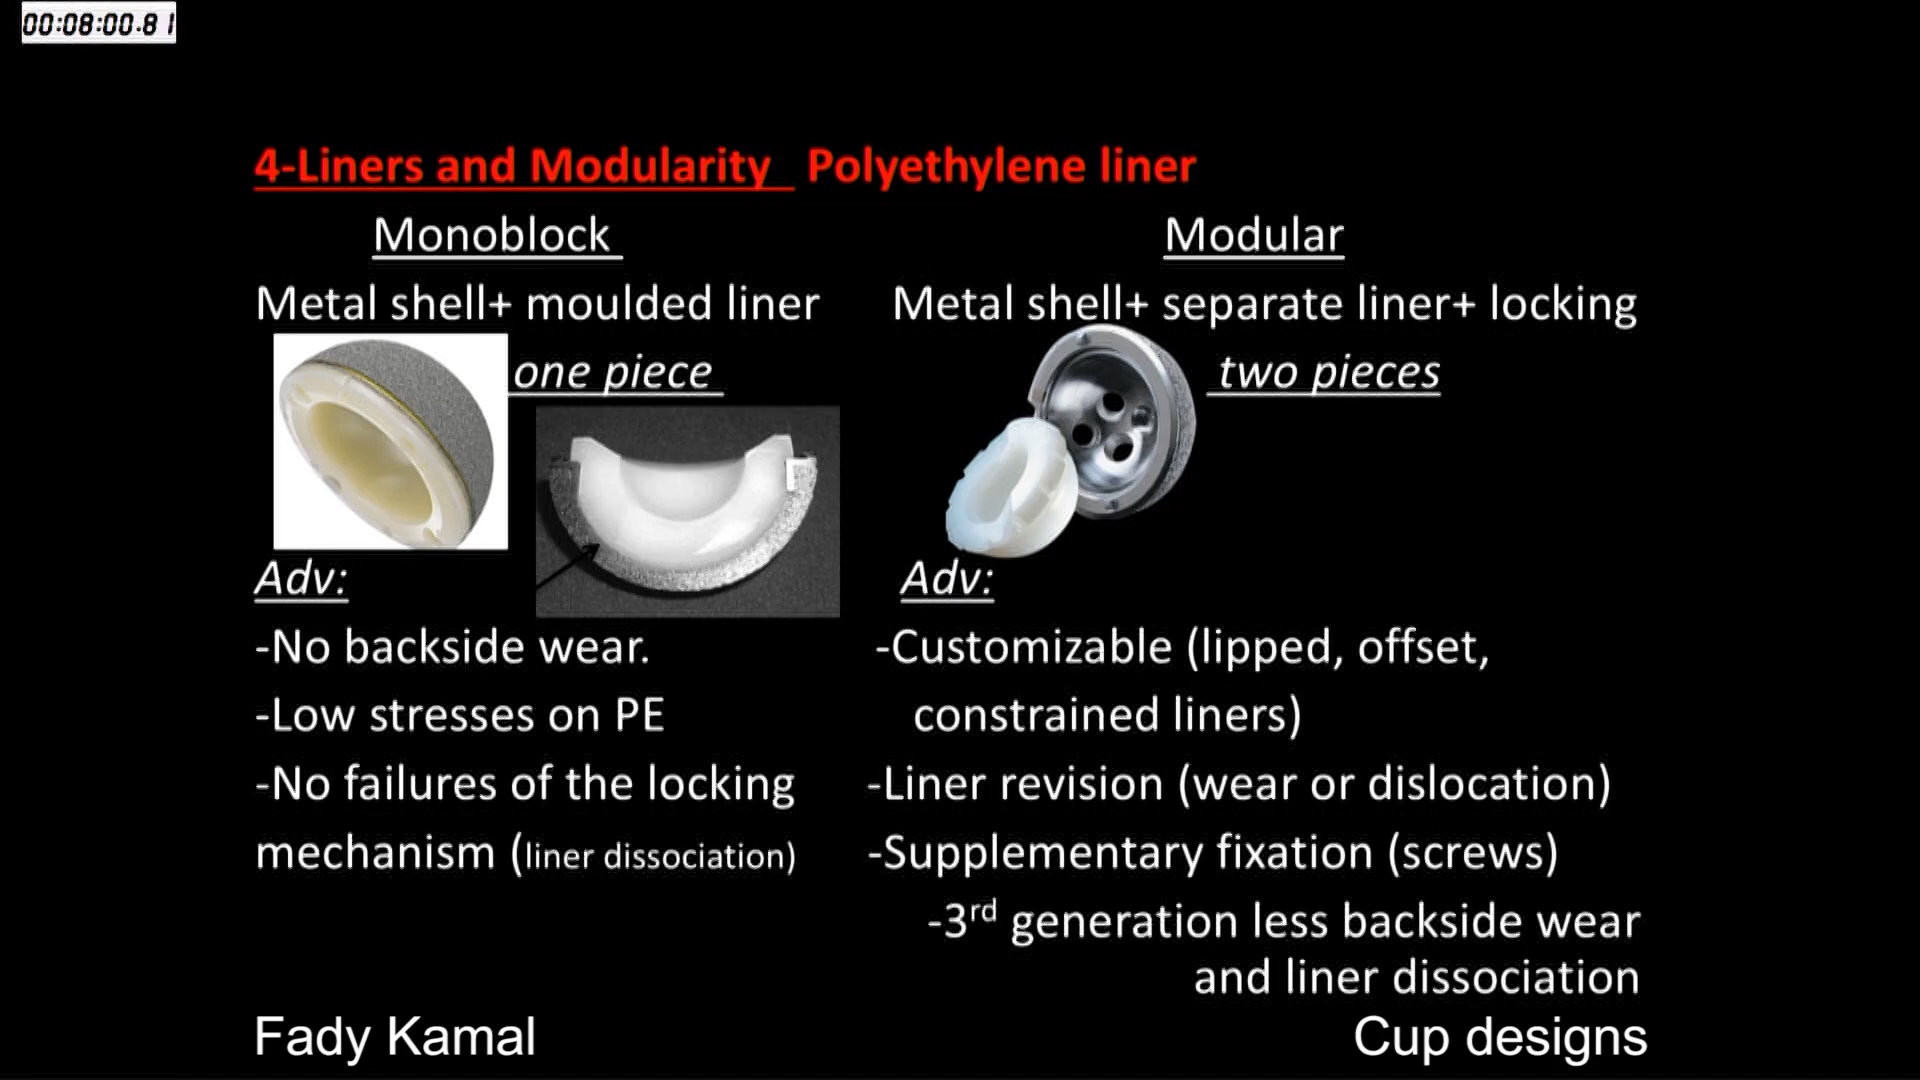 00:08:00.81
4-Liners and Modularity   Polyethylene liner
Monoblock
Modular
Metal shell+ moulded liner
Metal shell+ separate liner+ locking
one piece
two pieces
Adv:
-No backside wear.
-Low stresses on PE
-No failures of the locking
mechanism (liner dissociation)
Adv:
-Customizable (lipped, offset,
constrained liners)
-Liner revision (wear or dislocation)
-Supplementary fixation (screws)
-3rd generation less backside wear
and liner dissociation
Fady Kamal
Cup designs